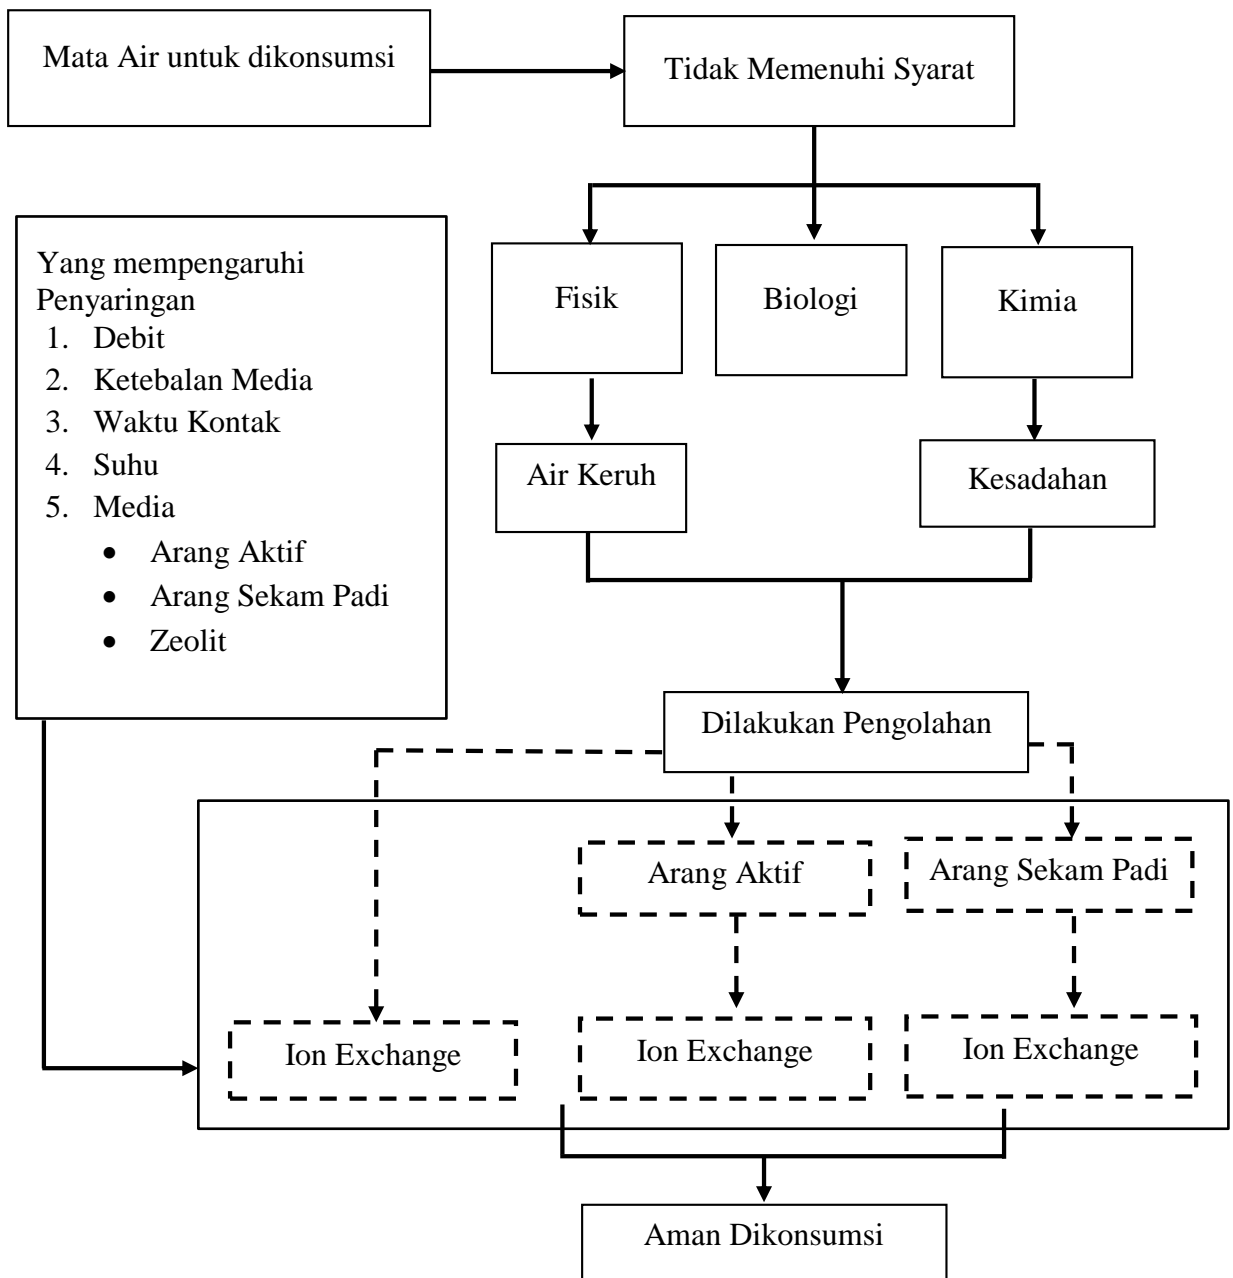 Mata Air untuk dikonsumsi
Tidak Memenuhi Syarat
Yang mempengaruhi
Penyaringan
1. Debit
2. Ketebalan Media
3. Waktu Kontak
4. Suhu
5. Media
• Arang Aktif
• Arang Sekam Padi
• Zeolit
Fisik
Biologi
Kimia
Air Keruh
Kesadahan
Dilakukan Pengolahan
Arang Aktif
Arang Sekam Padi
Ion Exchange
Ion Exchange
Ion Exchange
Aman Dikonsumsi